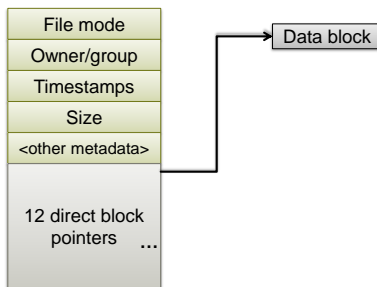 File mode
Owner/group
Timestamps
Size
<other metadata>
12 direct block
pointers ...
Data block